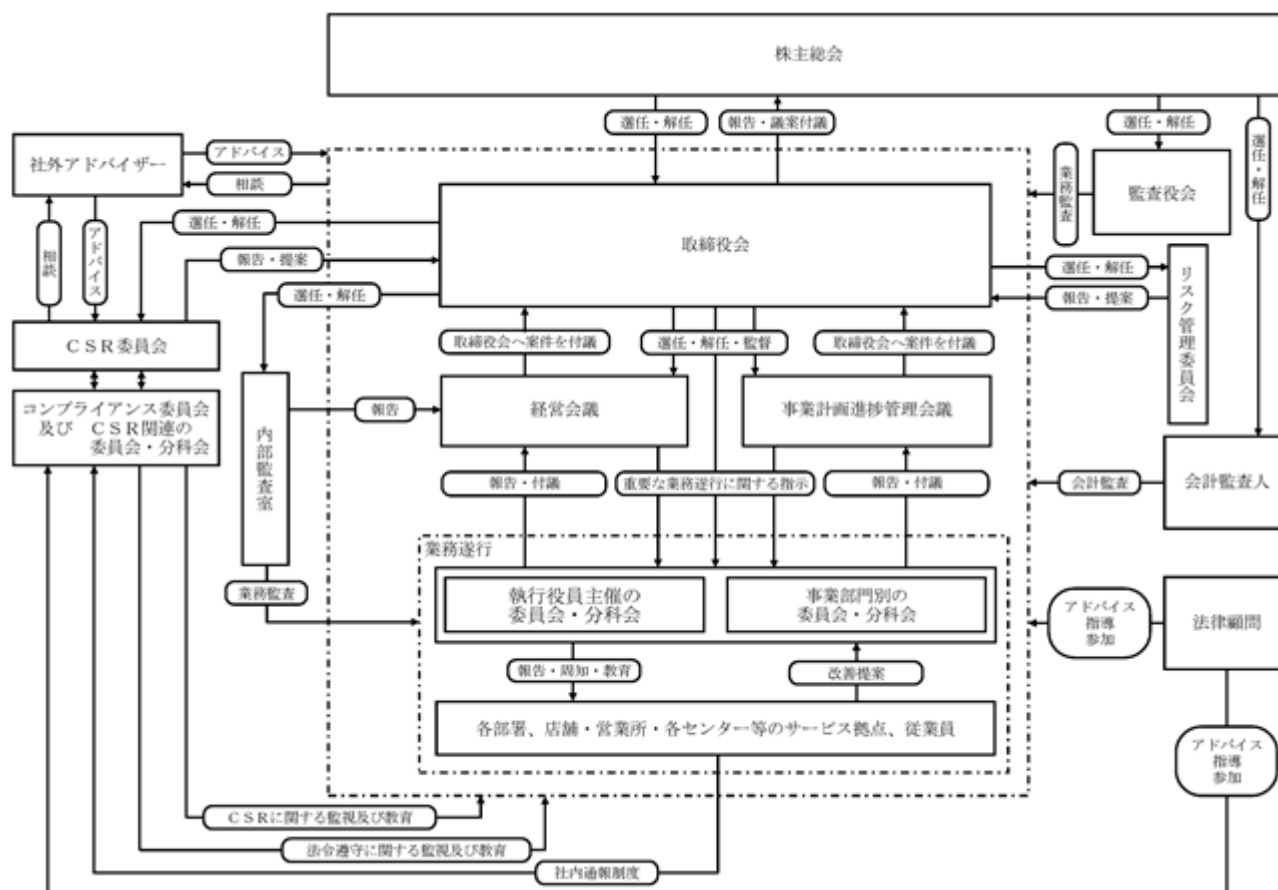 株主総会
選任・解任
報告・議案付議
選任・解任
選任・解任
社外アドバイザー
アドバイス
相談
業務監査
監査役会
取締役会
選任・解任
相談
アドバイス
報告・提案
選任・解任
選任・解任
報告・提案
リスク管理委員会
CSR委員会
取締役会へ案件を付議
選任・解任・監督
取締役会へ案件を付議
コンプライアンス委員会
及び CSR関連の
委員会・分科会
内部監査室
報告
経営会議
事業計画進捗管理会議
報告・付議
重要な業務遂行に関する指示
報告・付議
会計監査
会計監査人
業務遂行
業務監査
執行役員主催の
委員会・分科会
事業部門別の
委員会・分科会
アドバイス
指導
参加
法律顧問
報告・周知・教育
改善提案
各部署、店舗・営業所・各センター等のサービス拠点、従業員
アドバイス
指導
参加
CSRに関する監視及び教育
法令遵守に関する監視及び教育
社内通報制度